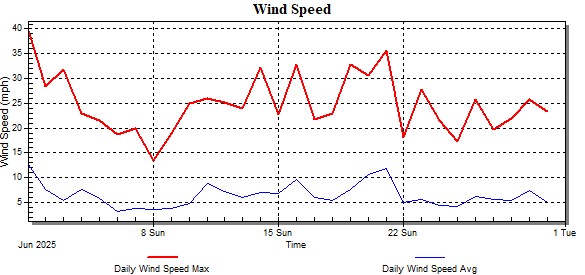 Wind Speed
Wind Speed (mph)
40
35
30
25
20
15
10
5
8 Sun
15 Sun
22 Sun
1 Tue
Jun 2025
Time
Daily Wind Speed Max
Daily Wind Speed Avg